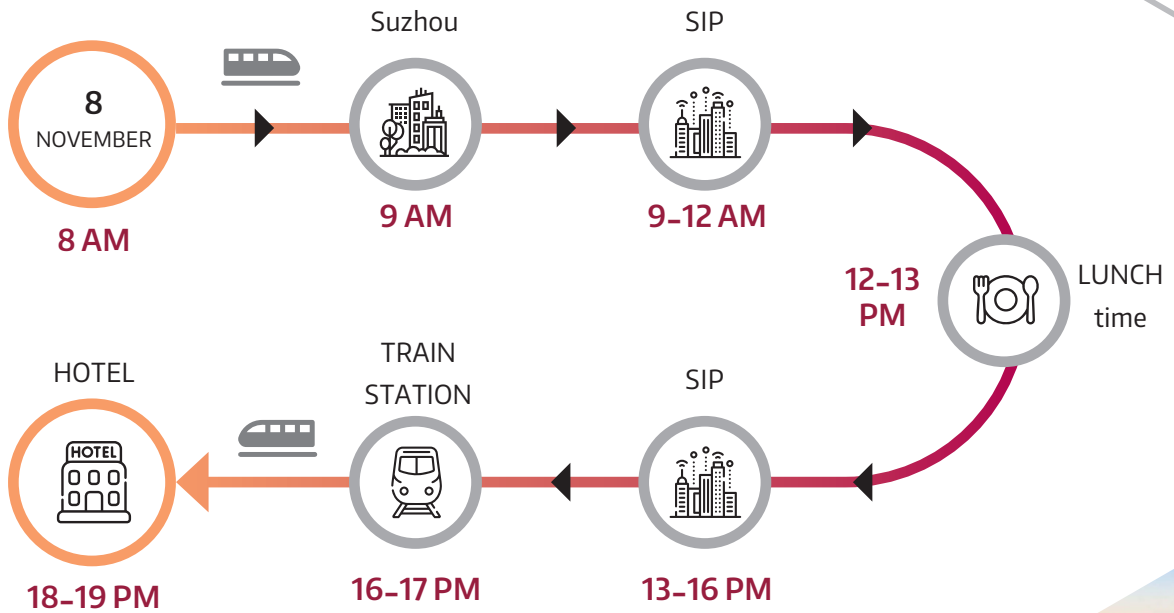 Suzhou
SIP
8
NOVEMBER
8 AM
9 AM
9-12 AM
12-13
PM
LUNCH
time
HOTEL
TRAIN
STATION
SIP
HOTEL
18-19 PM
16-17 PM
13-16 PM